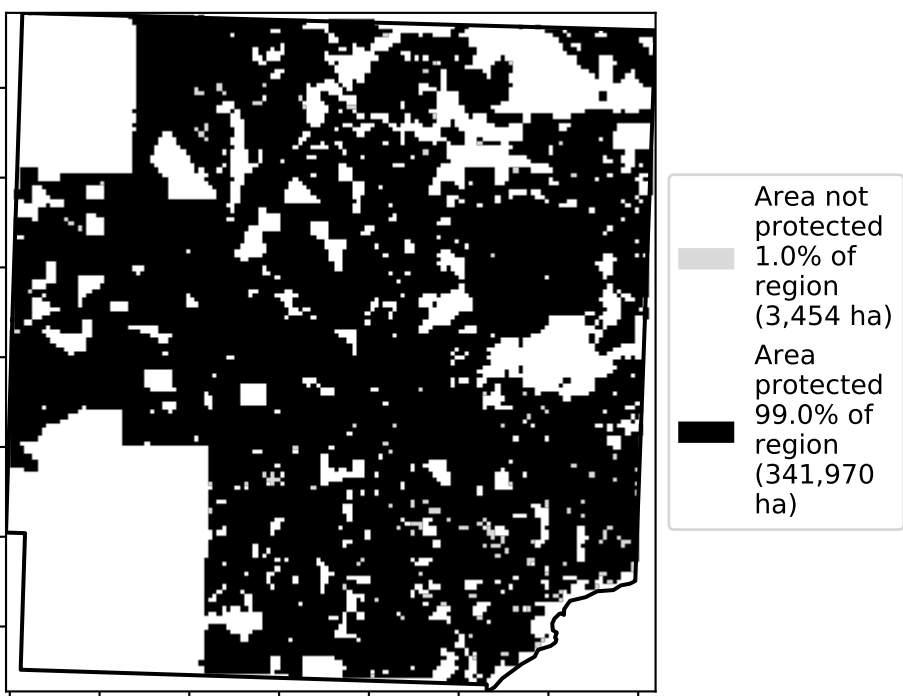 Area not
protected
1.0% of
region
(3,454 ha)
Area
protected
99.0% of
region
(341,970
ha)